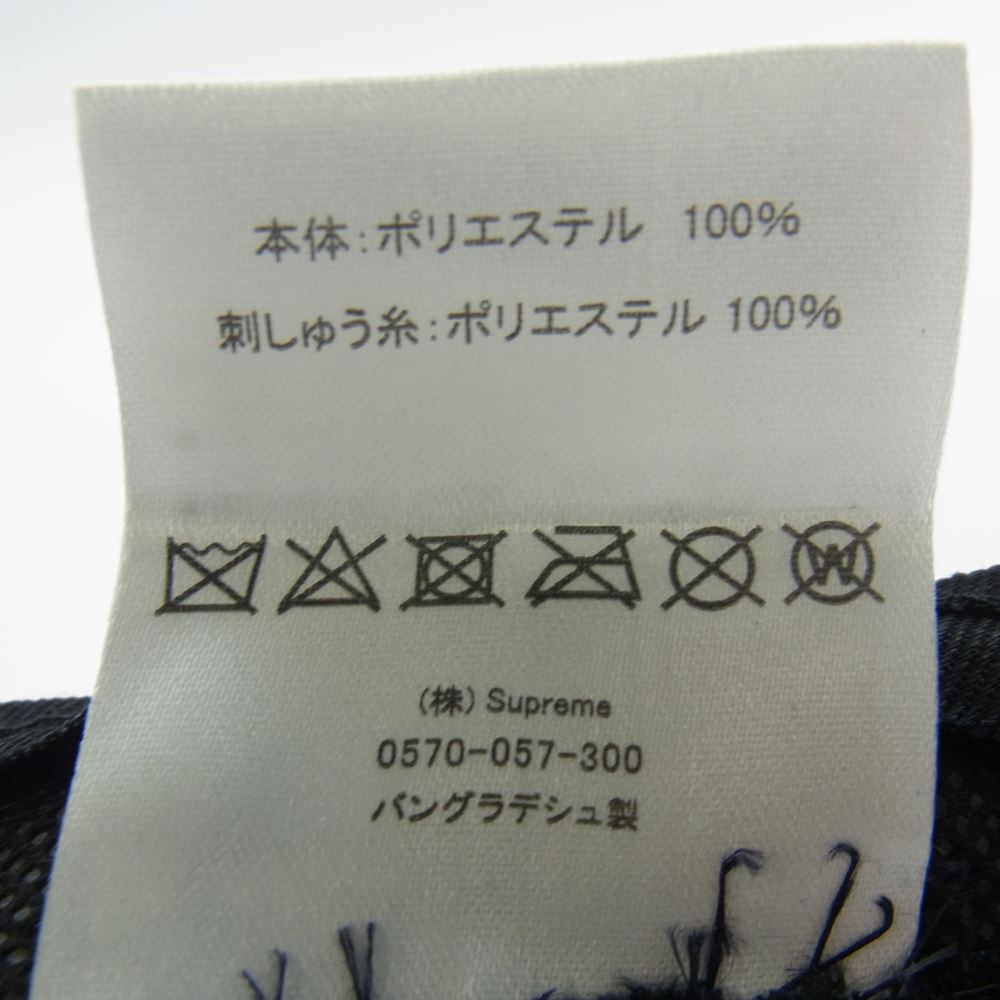 本体:ポリエステル 100%
刺しゅう糸:ポリエステル 100%
W
(株) Supreme
0570-057-300
バングラデシュ製